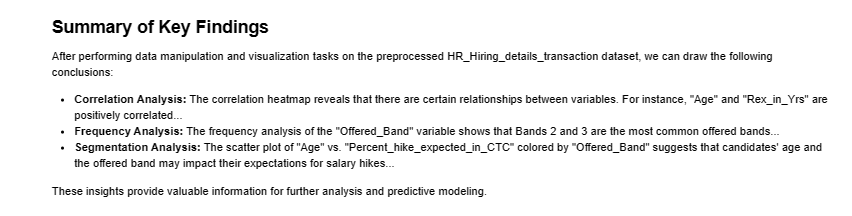 Summary of Key Findings
After performing data manipulation and visualization tasks on the preprocessed HR_Hiring_details_transaction dataset, we can draw the following
conclusions:
• Correlation Analysis: The correlation heatmap reveals that there are certain relationships between variables. For instance, "Age" and "Rex_in_Yrs" are
positively correlated...
• Frequency Analysis: The frequency analysis of the "Offered_Band" variable shows that Bands 2 and 3 are the most common offered bands...
• Segmentation Analysis: The scatter plot of "Age" vs. "Percent_hike_expected_in_CTC" colored by "Offered_Band" suggests that candidates' age and
the offered band may impact their expectations for salary hikes...
These insights provide valuable information for further analysis and predictive modeling.